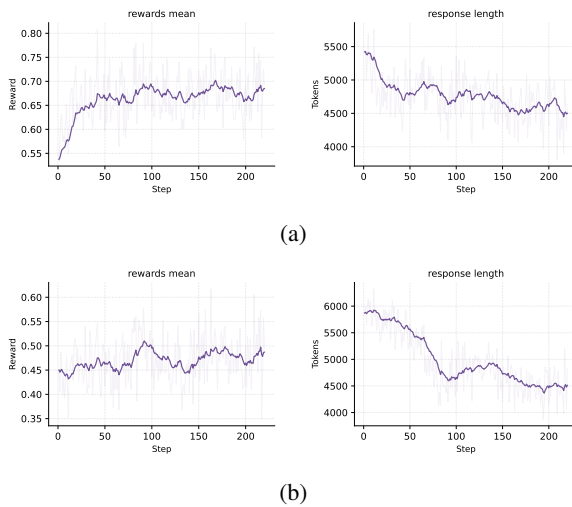 rewards mean
response length
0.80
0.75
0.70
0.65
0.60
0.55
Reward
0 50 100 150 200
Step
5500
5000
4500
4000
Tokens
0 50 100 150 200
Step
(a)
rewards mean
response length
0.60
0.55
0.50
0.45
0.40
0.35
Reward
0 50 100 150 200
Step
6000
5500
5000
4500
4000
Tokens
0 50 100 150 200
Step
(b)